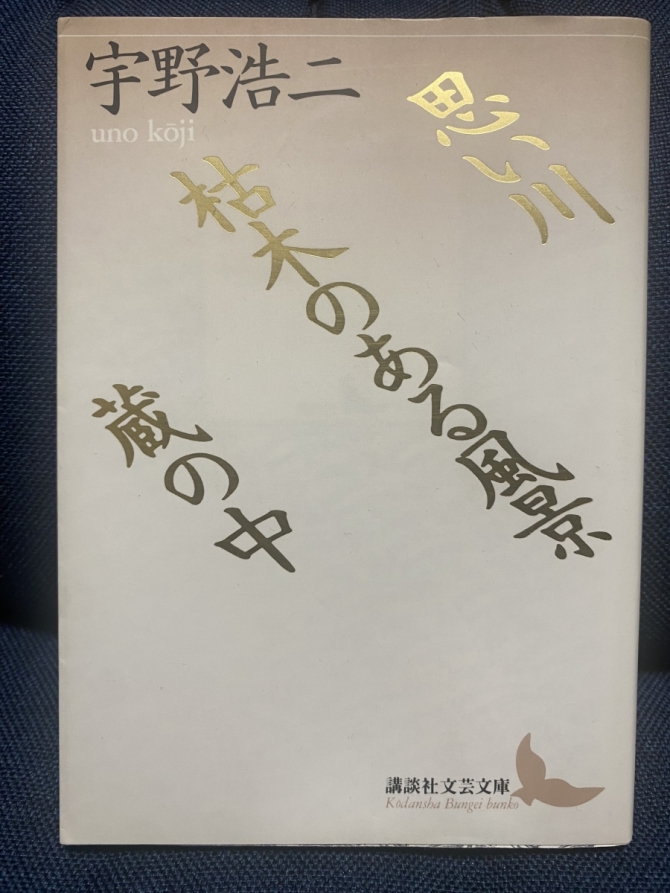 宇野浩二
uno kōji
思い川
枯木のある風景
蔵の中
講談社文芸文庫
Kōdansha Bungei bunko